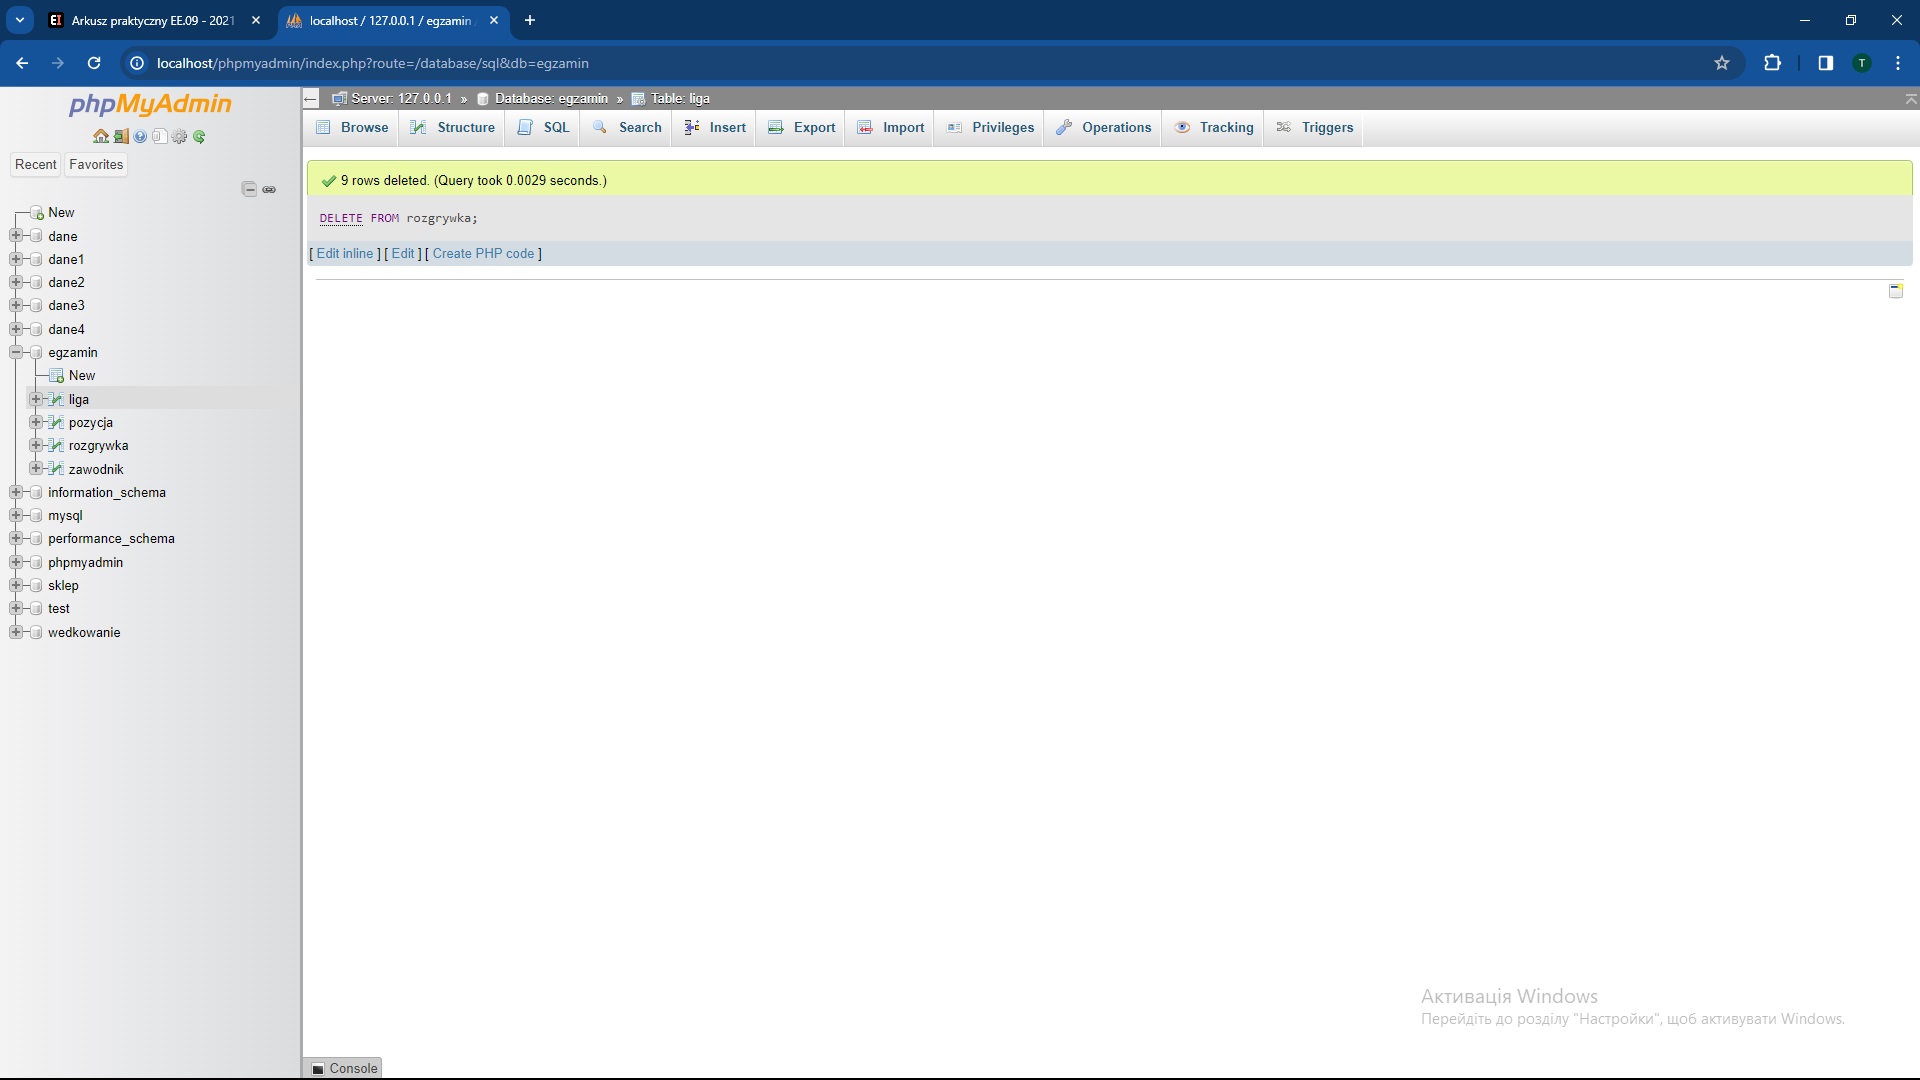 Arkusz praktyczny EE.09 - 2021
localhost / 127.0.0.1 / egzamin
localhost/phpmyadmin/index.php?route=/database/sql&db=egzamin
T
phpMyAdmin
Recent
Favorites
New
dane
dane1
dane2
dane3
dane4
egzamin
New
liga
pozycja
rozgrywka
zawodnik
information_schema
mysql
performance_schema
phpmyadmin
sklep
test
wedkowanie
Server: 127.0.0.1 » Database: egzamin » Table: liga
Browse Structure SQL Search Insert Export Import Privileges Operations Tracking Triggers
9 rows deleted. (Query took 0.0029 seconds.)
DELETE FROM rozgrywka;
[ Edit inline ] [ Edit ] [ Create PHP code ]
Активація Windows
Перейдіть до розділу "Настройки", щоб активувати Windows.
Console